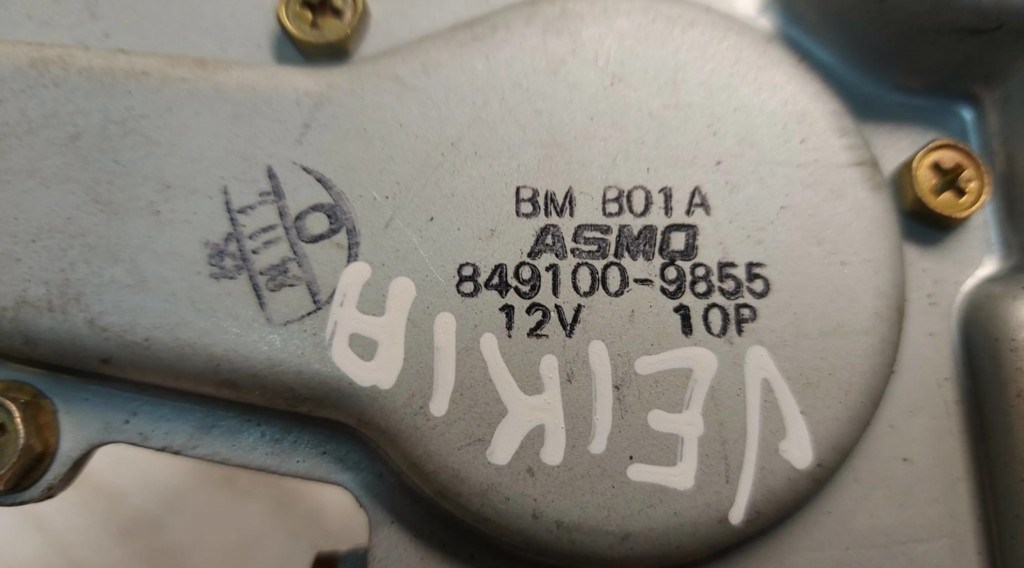 BM B01A
ASMO
849100-9855
12V 10P
VEIKIA